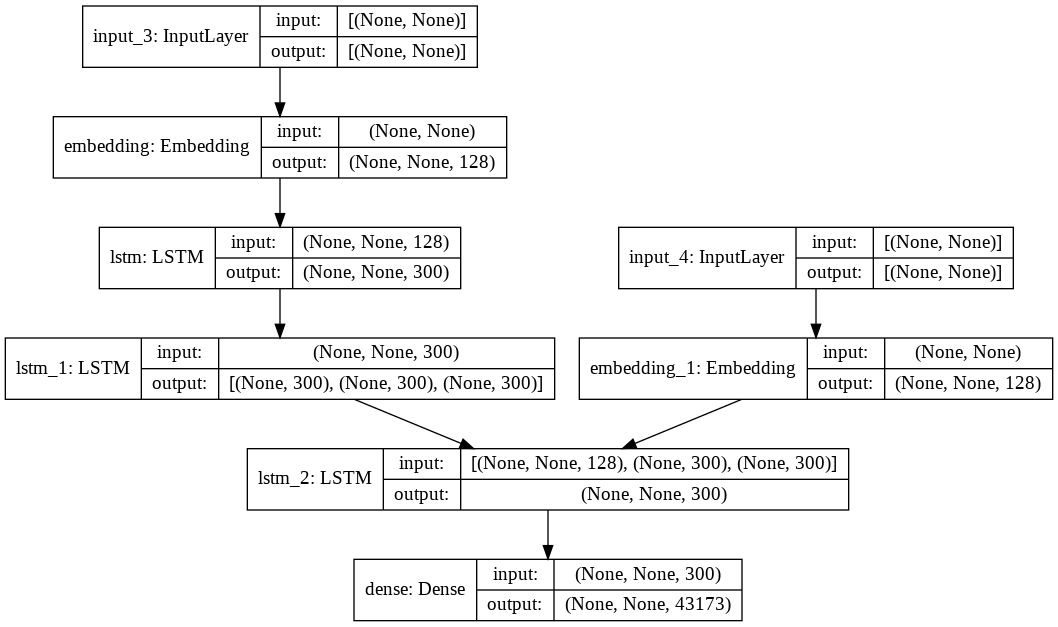 input_3: InputLayer
input: [(None, None)]
output: [(None, None)]
embedding: Embedding
input: (None, None)
output: (None, None, 128)
lstm: LSTM
input: (None, None, 128)
output: (None, None, 300)
input_4: InputLayer
input: [(None, None)]
output: [(None, None)]
lstm_1: LSTM
input: (None, None, 300)
output: [(None, 300), (None, 300), (None, 300)]
embedding_1: Embedding
input: (None, None)
output: (None, None, 128)
lstm_2: LSTM
input: [(None, None, 128), (None, 300), (None, 300)]
output: (None, None, 300)
dense: Dense
input: (None, None, 300)
output: (None, None, 43173)